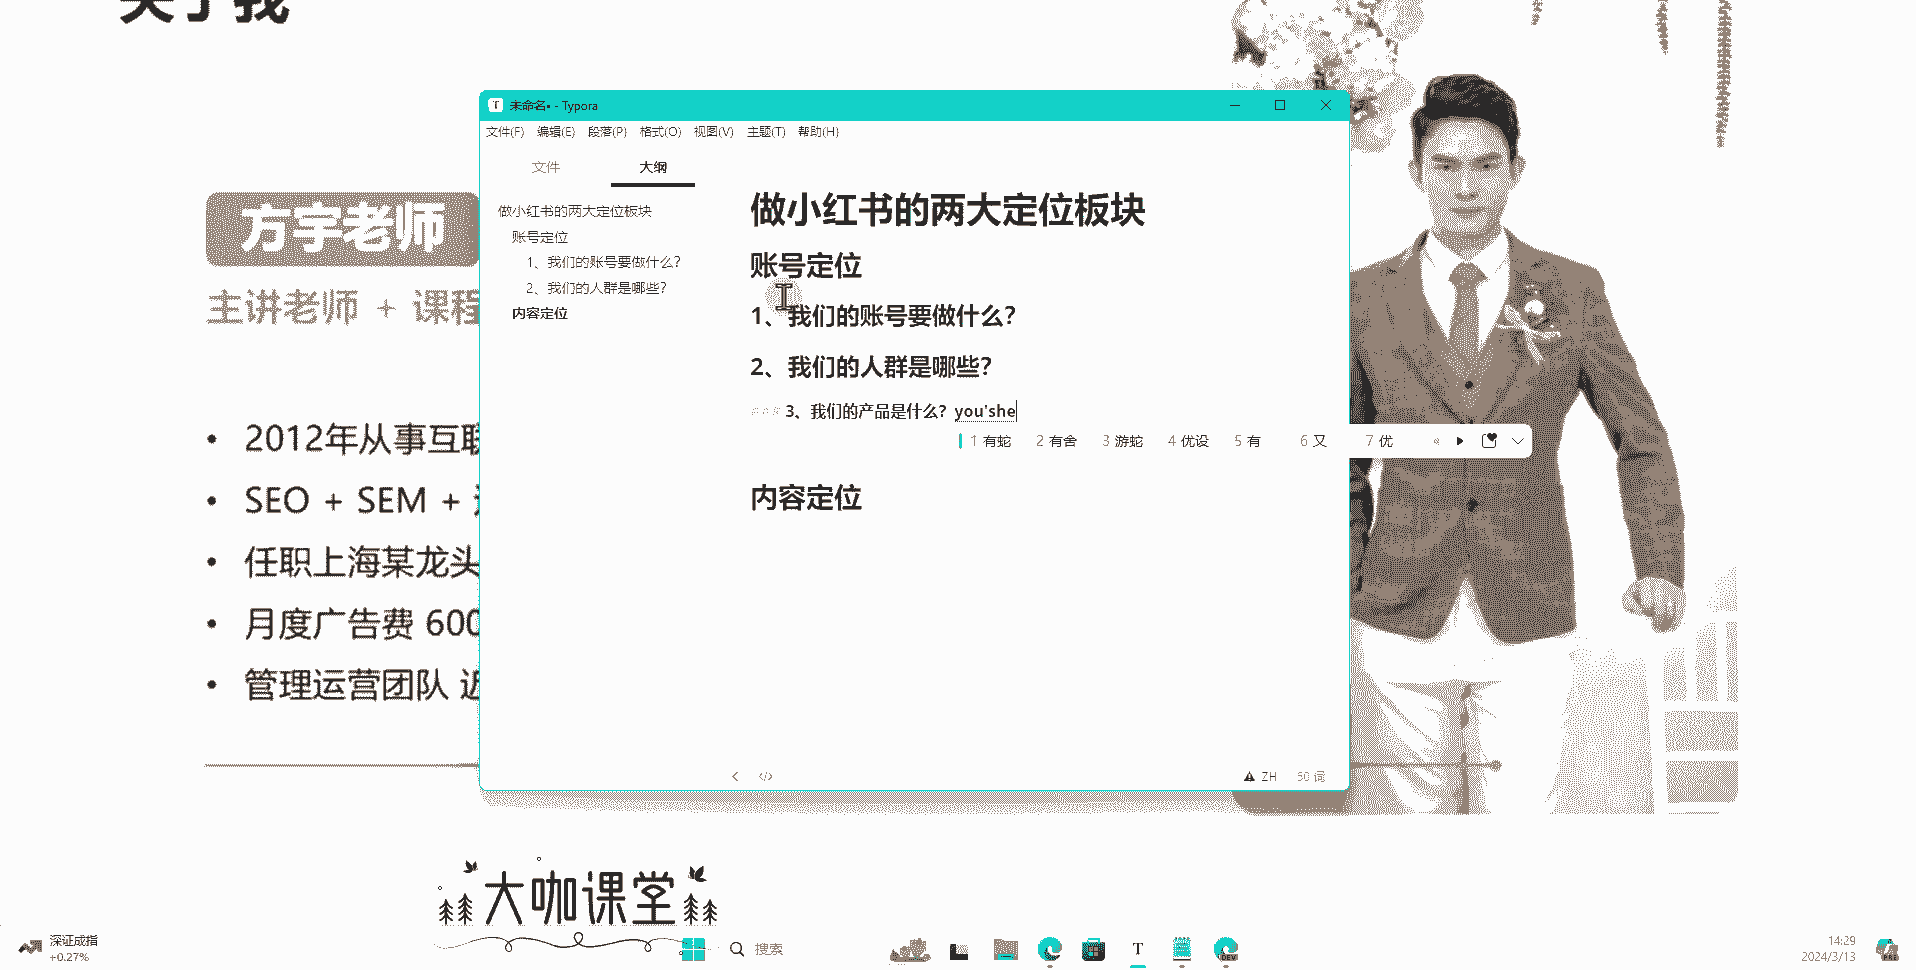 关于我
未命名• - Typora
文件(F) 编辑(E) 段落(P) 格式(O) 视图(V) 主题(T) 帮助(H)
文件 大纲
做小红书的两大定位板块
账号定位
1、我们的账号要做什么？
2、我们的人群是哪些？
内容定位
做小红书的两大定位板块
账号定位
1、我们的账号要做什么？
2、我们的人群是哪些？
### 3、我们的产品是什么？you'she
1 有蛇 2 有舍 3 游蛇 4 优设 5 有 6 又 7 优
内容定位
ZH 50 词
方宇老师
主讲老师 + 课程
• 2012年从事互联
• SEO + SEM +
• 任职上海某龙头
• 月度广告费 600
• 管理运营团队 近
大咖课堂
深证成指
+0.27%
搜索
T
DEV
14:29
2024/3/13
PRE